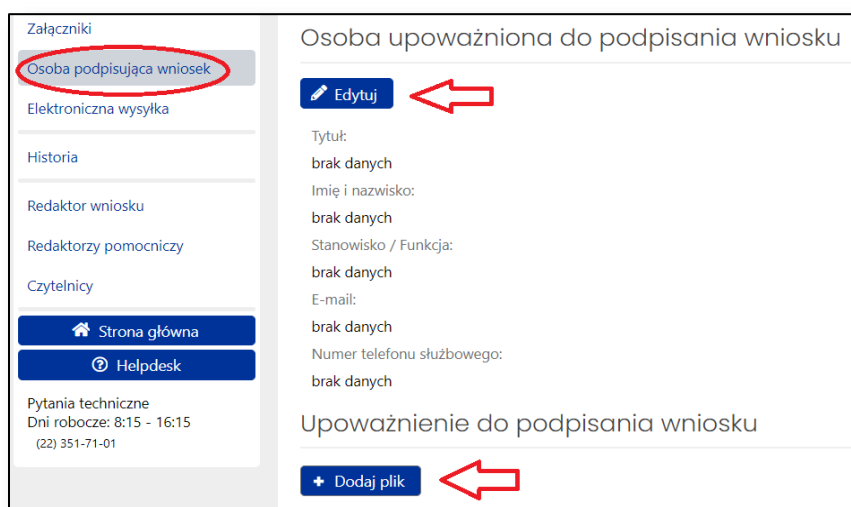 Załączniki
Osoba podpisująca wniosek
Elektroniczna wysyłka
Historia
Redaktor wniosku
Redaktorzy pomocniczy
Czytelnicy
Strona główna
Helpdesk
Pytania techniczne
Dni robocze: 8:15 - 16:15
(22) 351-71-01
Osoba upoważniona do podpisania wniosku
Edytuj
Tytuł:
brak danych
Imię i nazwisko:
brak danych
Stanowisko / Funkcja:
brak danych
E-mail:
brak danych
Numer telefonu służbowego:
brak danych
Upoważnienie do podpisania wniosku
+ Dodaj plik